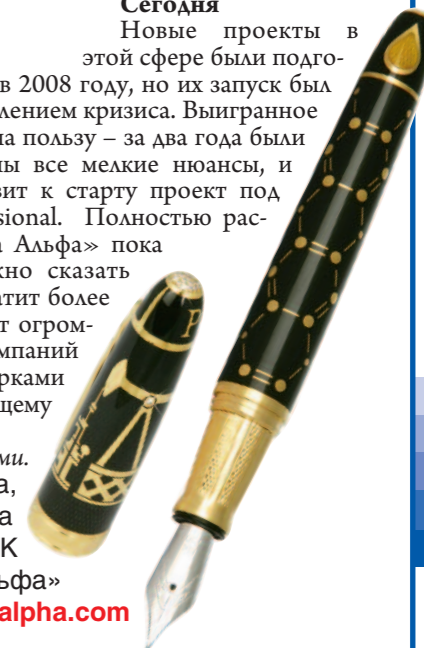 Сегодня
Новые проекты в
этой сфере были подго-
в 2008 году, но их запуск был
лением кризиса. Выигранное
на пользу – за два года были
ны все мелкие нюансы, и
вит к старту проект под
sional. Полностью рас-
а Альфа» пока
жно сказать
атит более
т огром-
мпаний
рками
щему
ми.
а,
а
К
ьфа»
alpha.com